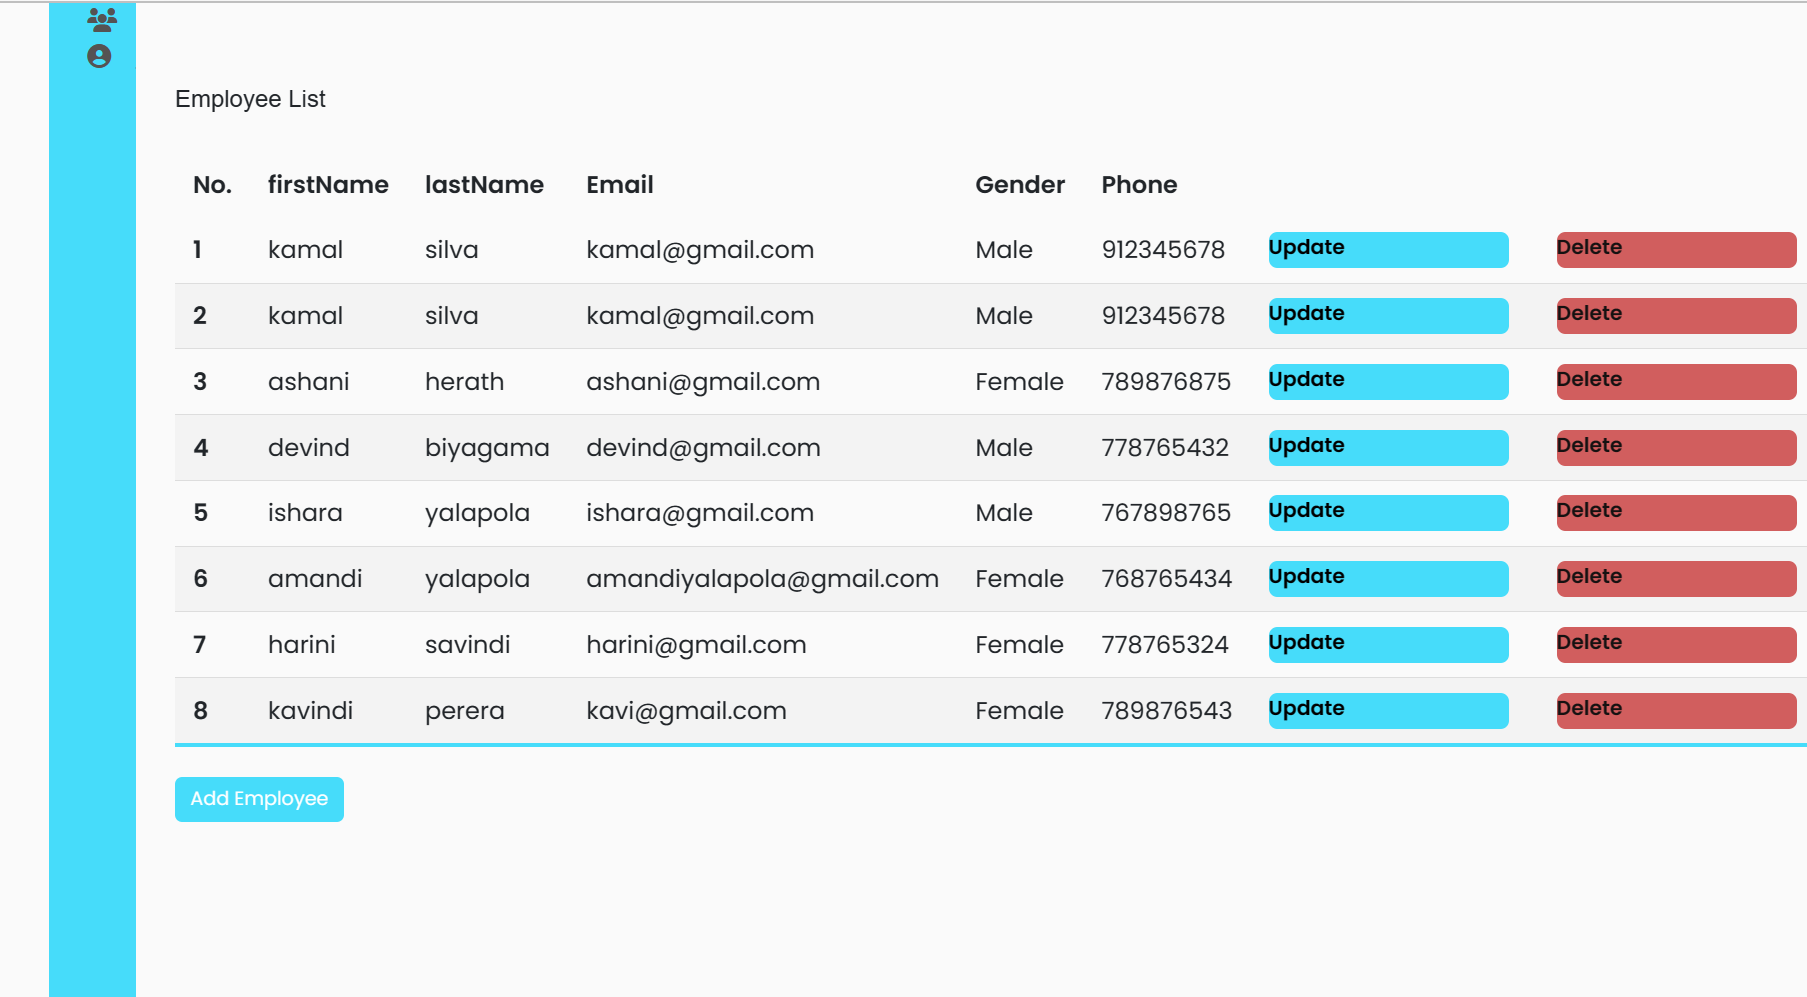 Employee List
No. firstName lastName Email Gender Phone
1 kamal silva kamal@gmail.com Male 912345678 Update Delete
2 kamal silva kamal@gmail.com Male 912345678 Update Delete
3 ashani herath ashani@gmail.com Female 789876875 Update Delete
4 devind biyagama devind@gmail.com Male 778765432 Update Delete
5 ishara yalapola ishara@gmail.com Male 767898765 Update Delete
6 amandi yalapola amandiyalapola@gmail.com Female 768765434 Update Delete
7 harini savindi harini@gmail.com Female 778765324 Update Delete
8 kavindi perera kavi@gmail.com Female 789876543 Update Delete
Add Employee